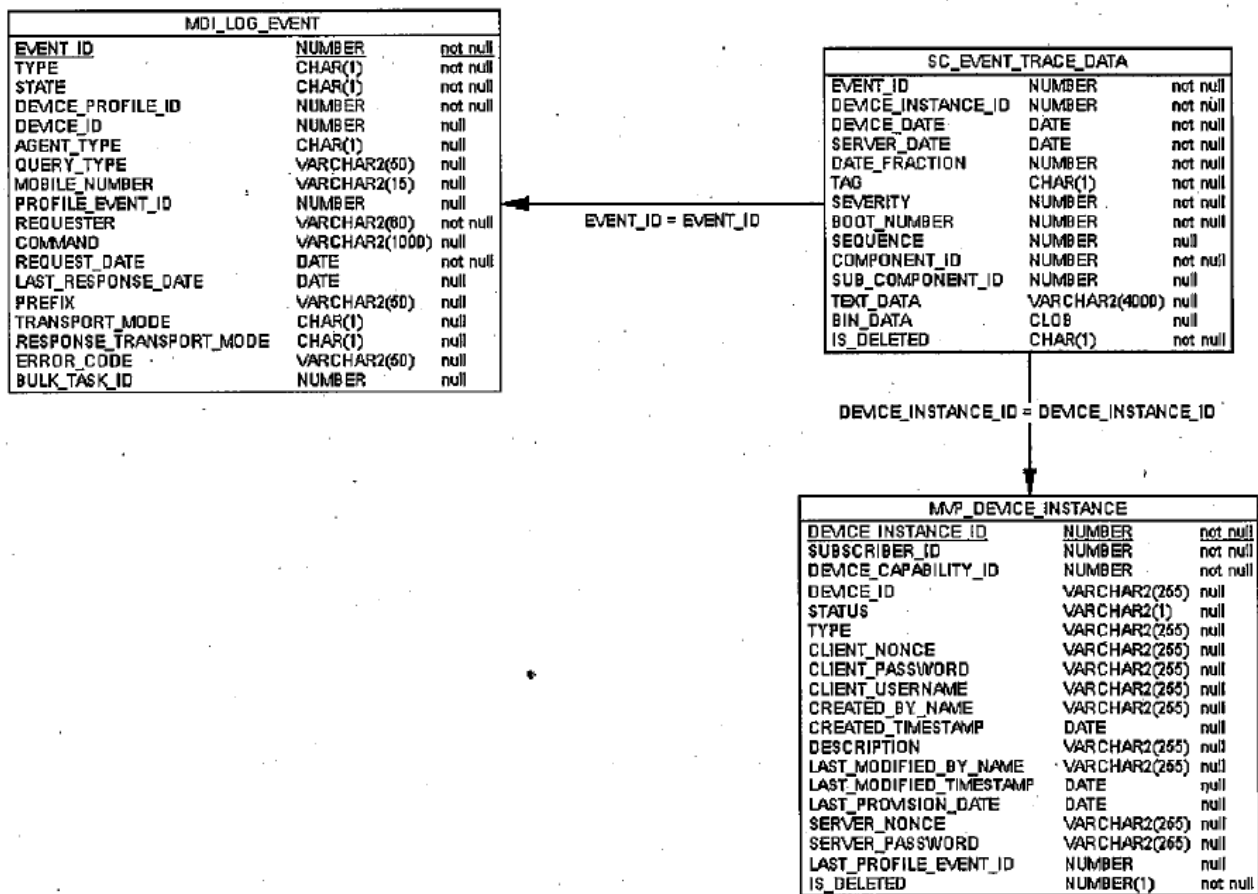 MDI_LOG_EVENT
EVENT_ID NUMBER not null
TYPE CHAR(1) not null
STATE CHAR(1) not null
DEVICE_PROFILE_ID NUMBER not null
DEVICE_ID NUMBER null
AGENT_TYPE CHAR(1) null
QUERY_TYPE VARCHAR2(50) null
MOBILE_NUMBER VARCHAR2(15) null
PROFILE_EVENT_ID NUMBER null
REQUESTER VARCHAR2(60) not null
COMMAND VARCHAR2(1000) null
REQUEST_DATE DATE not null
LAST_RESPONSE_DATE DATE null
PREFIX VARCHAR2(50) null
TRANSPORT_MODE CHAR(1) null
RESPONSE_TRANSPORT_MODE CHAR(1) null
ERROR_CODE VARCHAR2(50) null
BULK_TASK_ID NUMBER null
EVENT_ID = EVENT_ID
SC_EVENT_TRACE_DATA
EVENT_ID NUMBER not null
DEVICE_INSTANCE_ID NUMBER not null
DEVICE_DATE DATE not null
SERVER_DATE DATE not null
DATE_FRACTION NUMBER not null
TAG CHAR(1) not null
SEVERITY NUMBER not null
BOOT_NUMBER NUMBER not null
SEQUENCE NUMBER null
COMPONENT_ID NUMBER not null
SUB_COMPONENT_ID NUMBER null
TEXT_DATA VARCHAR2(4000) null
BIN_DATA CLOB null
IS_DELETED CHAR(1) not null
DEVICE_INSTANCE_ID = DEVICE_INSTANCE_ID
MVP_DEVICE_INSTANCE
DEVICE_INSTANCE_ID NUMBER not null
SUBSCRIBER_ID NUMBER not null
DEVICE_CAPABILITY_ID NUMBER not null
DEVICE_ID VARCHAR2(255) null
STATUS VARCHAR2(1) null
TYPE VARCHAR2(255) null
CLIENT_NONCE VARCHAR2(255) null
CLIENT_PASSWORD VARCHAR2(255) null
CLIENT_USERNAME VARCHAR2(255) null
CREATED_BY_NAME VARCHAR2(255) null
CREATED_TIMESTAMP DATE null
DESCRIPTION VARCHAR2(255) null
LAST_MODIFIED_BY_NAME VARCHAR2(255) null
LAST_MODIFIED_TIMESTAMP DATE null
LAST_PROVISION_DATE DATE null
SERVER_NONCE VARCHAR2(255) null
SERVER_PASSWORD VARCHAR2(255) null
LAST_PROFILE_EVENT_ID NUMBER null
IS_DELETED NUMBER(1) not null